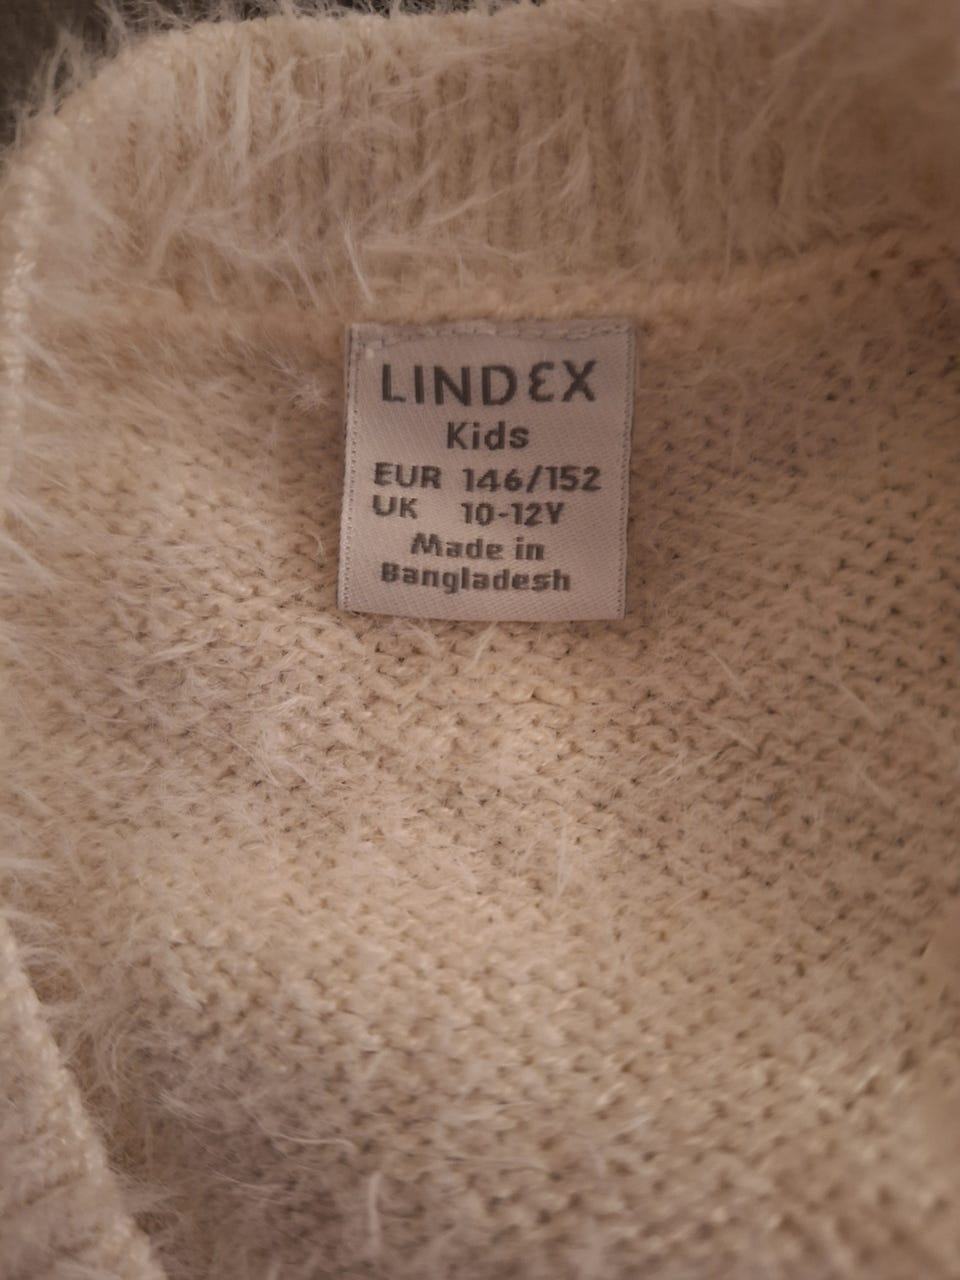 LINDEX
Kids
EUR 146/152
UK 10-12Y
Made in
Bangladesh